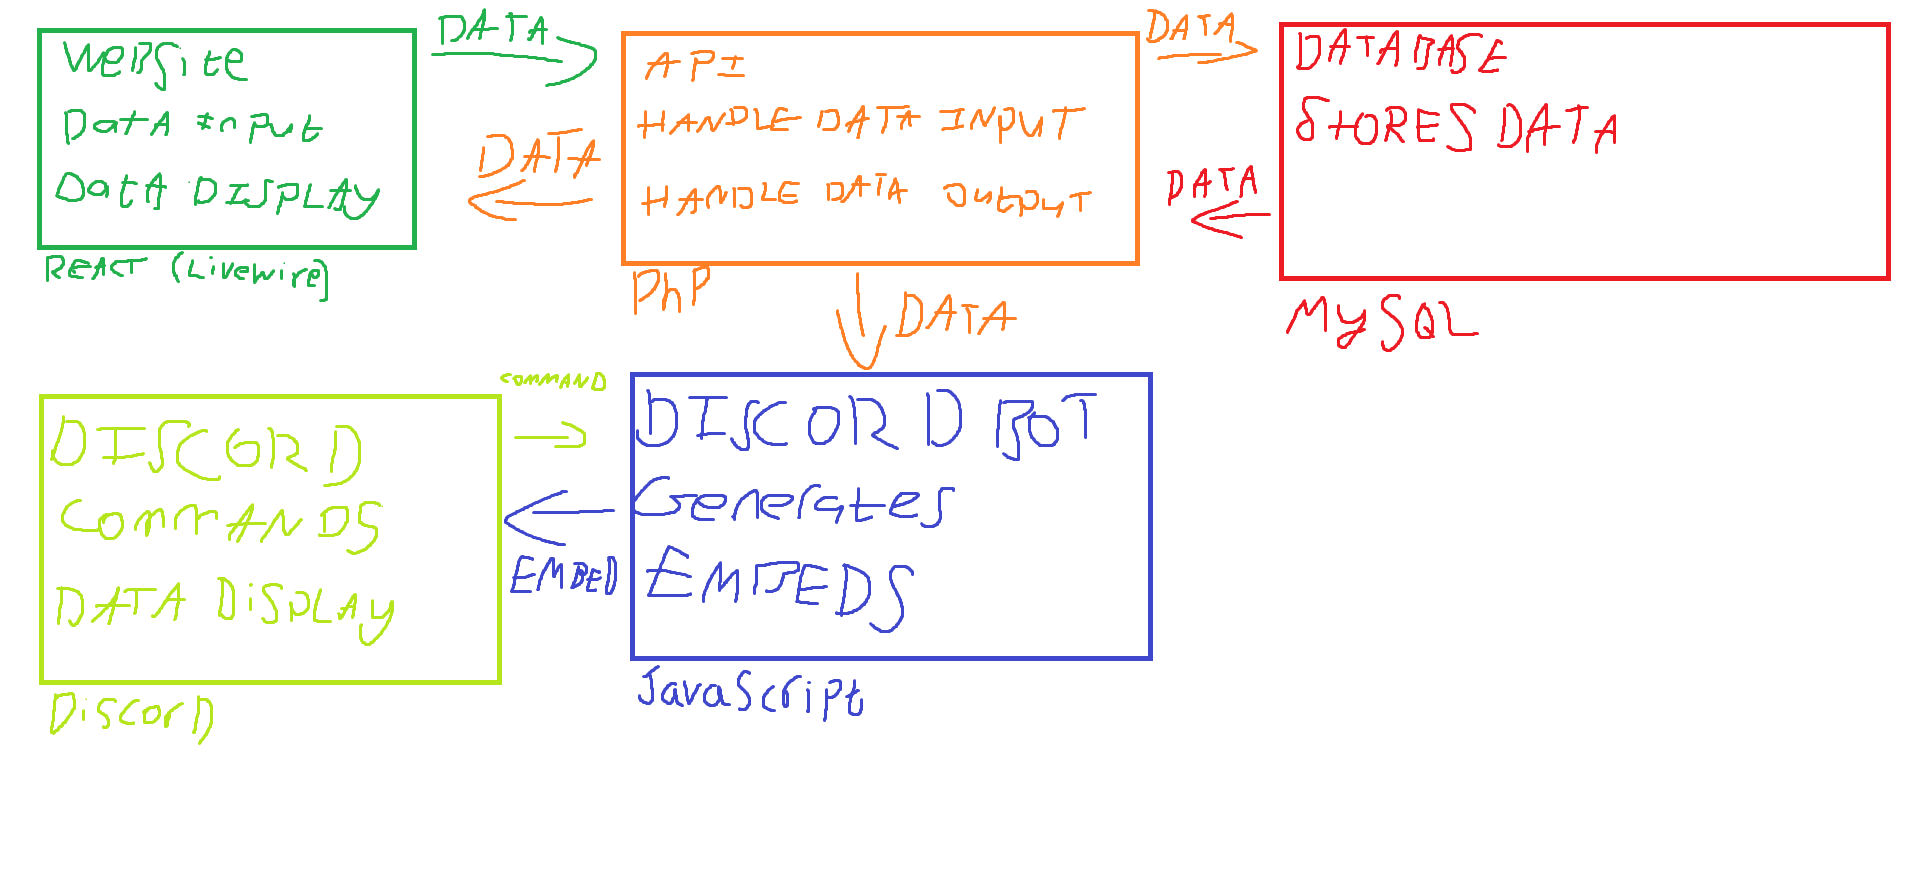 WeBSite
DatA InPut
DatA DISPLAY
REACT (Livewire)
DATA
DATA
API
HANDLE DATA INPUT
HANDLE DATA OUtPUT
PhP
DATA
DATA
DATABASE
StORES DATA
MySQL
DATA
COMMAND
EMBED
DISCORD BOT
Generates
EMBEDS
JavaScript
DISCORD
COmmANDS
DATA DiSPLAy
DiscorD